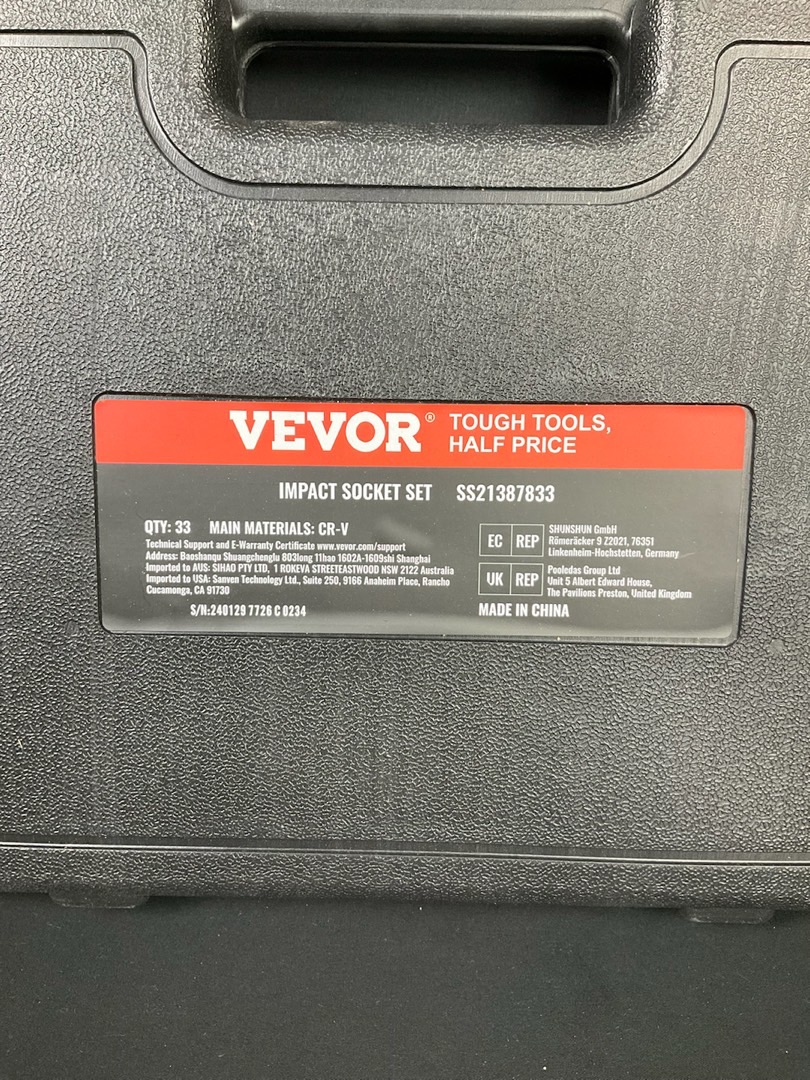 VEVOR® TOUGH TOOLS,
HALF PRICE
IMPACT SOCKET SET SS21387833
QTY: 33 MAIN MATERIALS: CR-V
Technical Support and E-Warranty Certificate www.vevor.com/support
Address: Baoshanqu Shuangchenglu 803long 11hao 1602A-1609shi Shanghai
Imported to AUS: SIHAO PTY LTD, 1 ROKEVA STREETEASTWOOD NSW 2122 Australia
Imported to USA: Sanven Technology Ltd., Suite 250, 9166 Anaheim Place, Rancho
Cucamonga, CA 91730
S/N:240129 7726 C 0234
EC REP
SHUNSHUN GmbH
Römeräcker 9 Z2021, 76351
Linkenheim-Hochstetten, Germany
UK REP
Pooledas Group Ltd
Unit 5 Albert Edward House,
The Pavilions Preston, United Kingdom
MADE IN CHINA